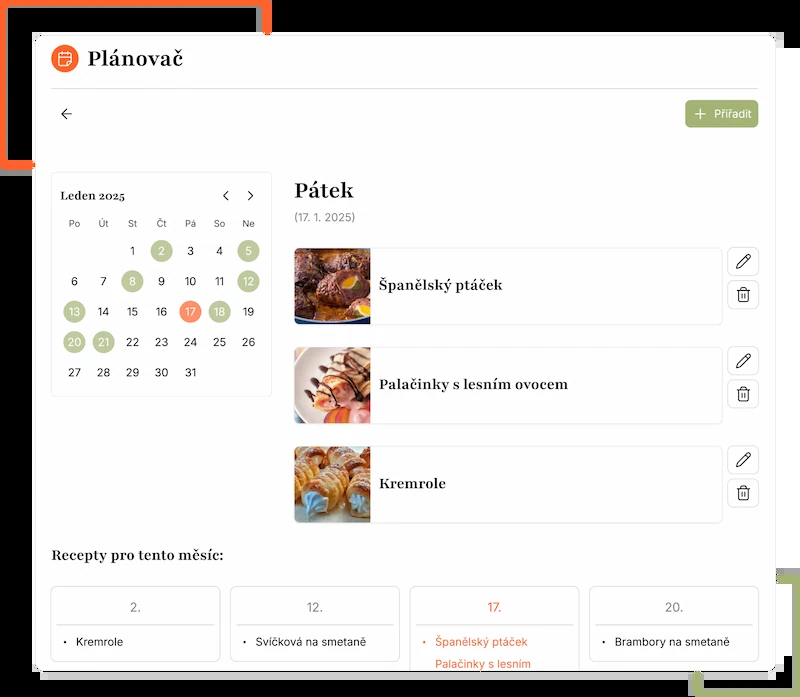 Plánovač
Přiřadit
Leden 2025
Po Út St Čt Pá So Ne
1 2 3 4 5
6 7 8 9 10 11 12
13 14 15 16 17 18 19
20 21 22 23 24 25 26
27 28 29 30 31
Pátek
(17. 1. 2025)
Španělský ptáček
Palačinky s lesním ovocem
Kremrole
Recepty pro tento měsíc:
2.
• Kremrole
12.
• Svíčková na smetaně
17.
• Španělský ptáček
Palačinky s lesním
20.
• Brambory na smetaně